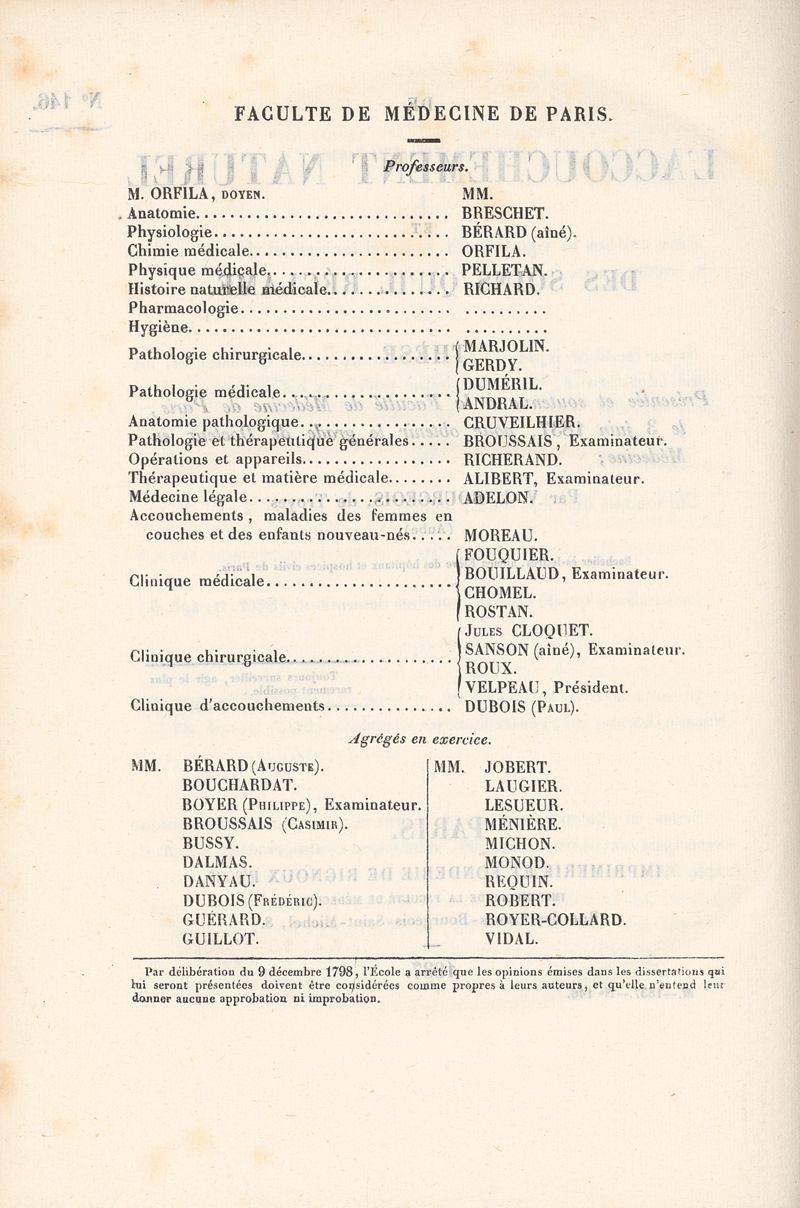 FACULTE DE MÉDECINE DE PARIS.
Professeurs.
M. ORFILA, DOYEN. MM.
Anatomie............................ BRESCHET.
Physiologie.......................... BÉRARD (aîné).
Chimie médicale...................... ORFILA.
Physique médicale.................... PELLETAN.
Histoire naturelle médicale.............. RICHARD.
Pharmacologie........................ ..........
Hygiène............................. ..........
Pathologie chirurgicale.................. { MARJOLIN.
GERDY.
Pathologie médicale.................... { DUMÉRIL.
ANDRAL.
Anatomie pathologique................. CRUVEILHIER.
Pathologie et thérapeutique générales..... BROUSSAIS, Examinateur.
Opérations et appareils................. RICHERAND.
Thérapeutique et matière médicale........ ALIBERT, Examinateur.
Médecine légale....................... ADELON.
Accouchements, maladies des femmes en
couches et des enfants nouveau-nés..... MOREAU.
Clinique médicale...................... { FOUQUIER.
BOUILLAUD, Examinateur.
CHOMEL.
ROSTAN.
Clinique chirurgicale................... { JULES CLOQUET.
SANSON (aîné), Examinateur.
ROUX.
VELPEAU, Président.
Clinique d'accouchements............... DUBOIS (PAUL).
Agrégés en exercice.
MM. BÉRARD (AUGUSTE).
BOUCHARDAT.
BOYER (PHILIPPE), Examinateur.
BROUSSAIS (CASIMIR).
BUSSY.
DALMAS.
DANYAU.
DUBOIS (FRÉDÉRIC).
GUÉRARD.
GUILLOT.
MM. JOBERT.
LAUGIER.
LESUEUR.
MÉNIÈRE.
MICHON.
MONOD.
REQUIN.
ROBERT.
ROYER-COLLARD.
VIDAL.
Par délibération du 9 décembre 1798, l'École a arrêté que les opinions émises dans les dissertations qui
lui seront présentées doivent être considérées comme propres à leurs auteurs, et qu'elle n'entend leur
donner aucune approbation ni improbation.